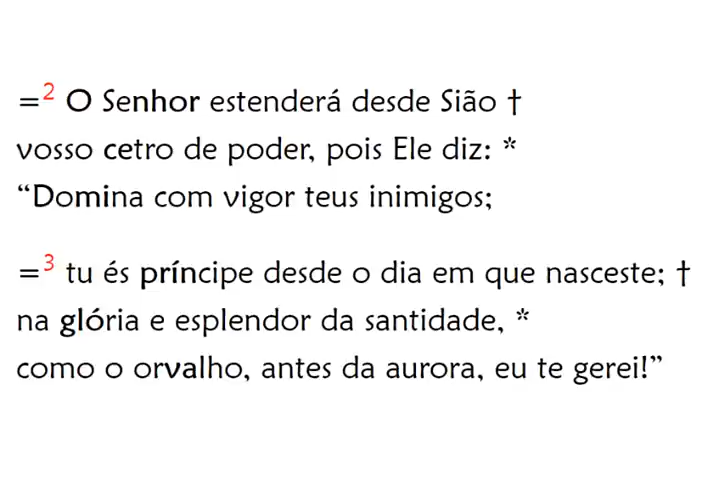 =2 O Senhor estenderá desde Sião †
vosso cetro de poder, pois Ele diz: *
“Domina com vigor teus inimigos;
=3 tu és príncipe desde o dia em que nasceste; †
na glória e esplendor da santidade, *
como o orvalho, antes da aurora, eu te gerei!”